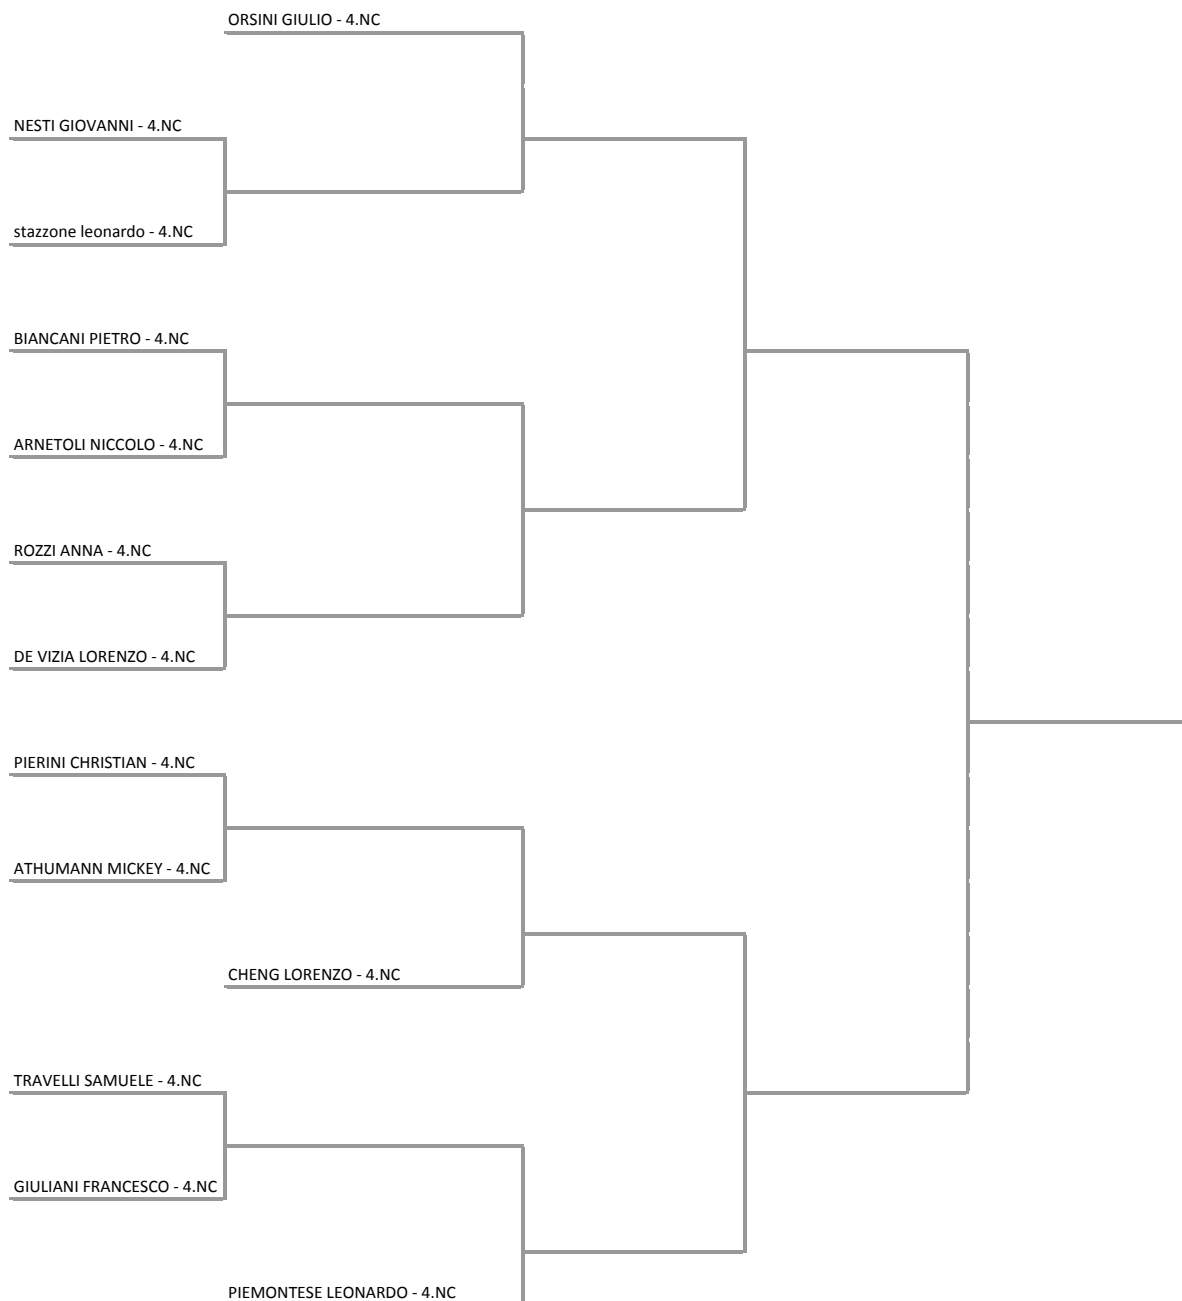 ORSINI GIULIO - 4.NC
NESTI GIOVANNI - 4.NC
stazzone leonardo - 4.NC
BIANCANI PIETRO - 4.NC
ARNETOLI NICCOLO - 4.NC
ROZZI ANNA - 4.NC
DE VIZIA LORENZO - 4.NC
PIERINI CHRISTIAN - 4.NC
ATHUMANN MICKEY - 4.NC
CHENG LORENZO - 4.NC
TRAVELLI SAMUELE - 4.NC
GIULIANI FRANCESCO - 4.NC
PIEMONTESE LEONARDO - 4.NC